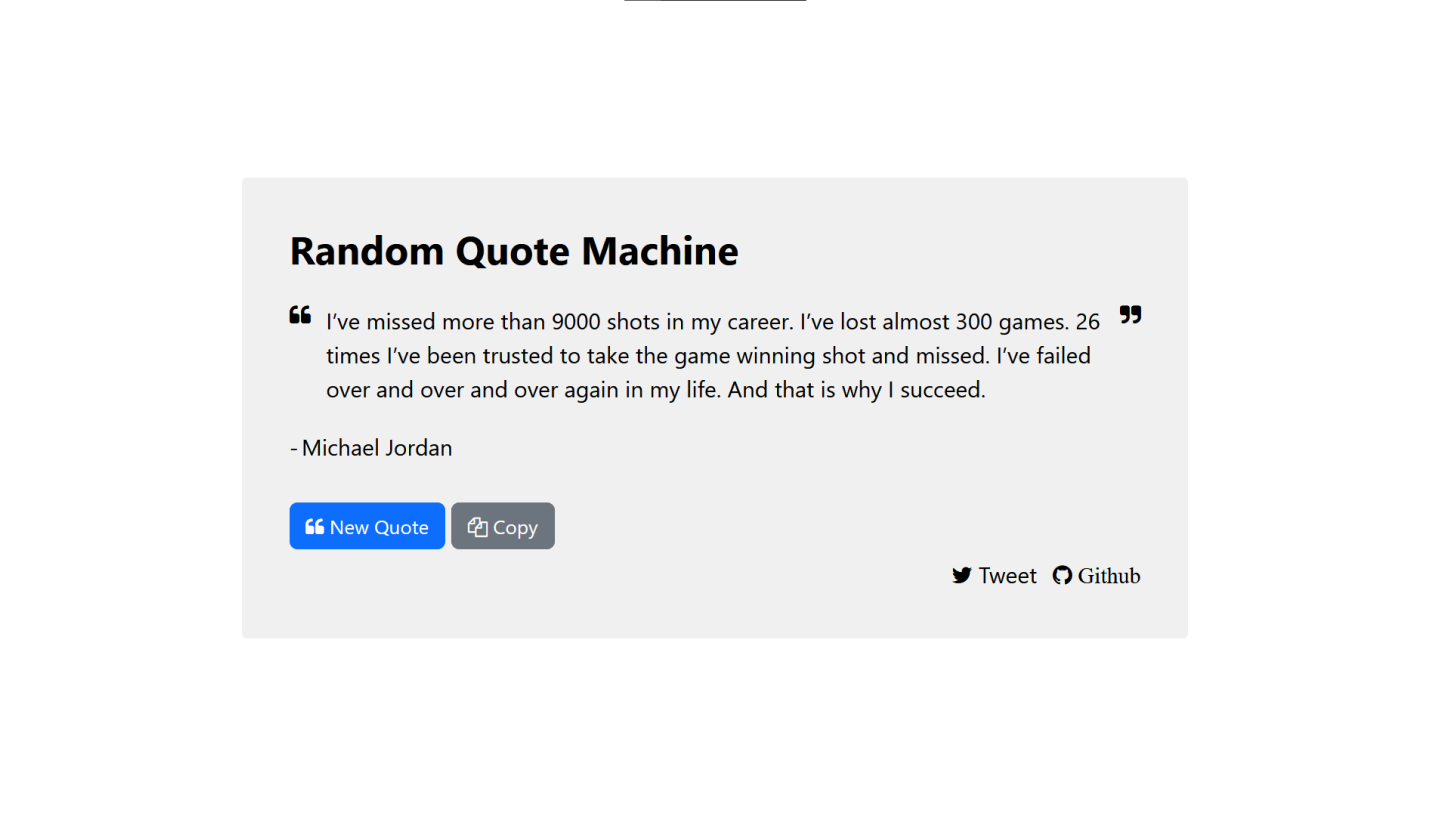 Random Quote Machine
“ I’ve missed more than 9000 shots in my career. I’ve lost almost 300 games. 26 ”
times I’ve been trusted to take the game winning shot and missed. I’ve failed
over and over and over again in my life. And that is why I succeed.
- Michael Jordan
“ New Quote Copy
Tweet Github